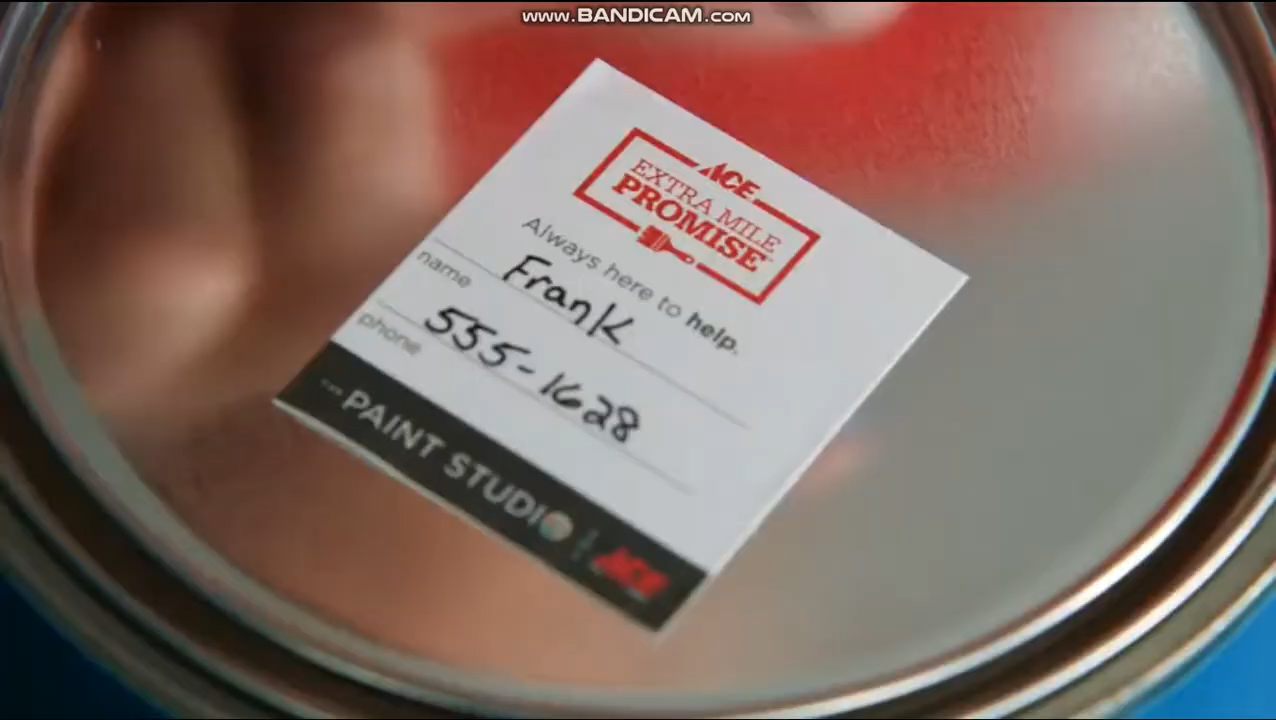 www.BANDICAM.com
ACE
EXTRA MILE
PROMISE
Always here to help.
name Frank
phone 555-1628
THE PAINT STUDIO
ACE